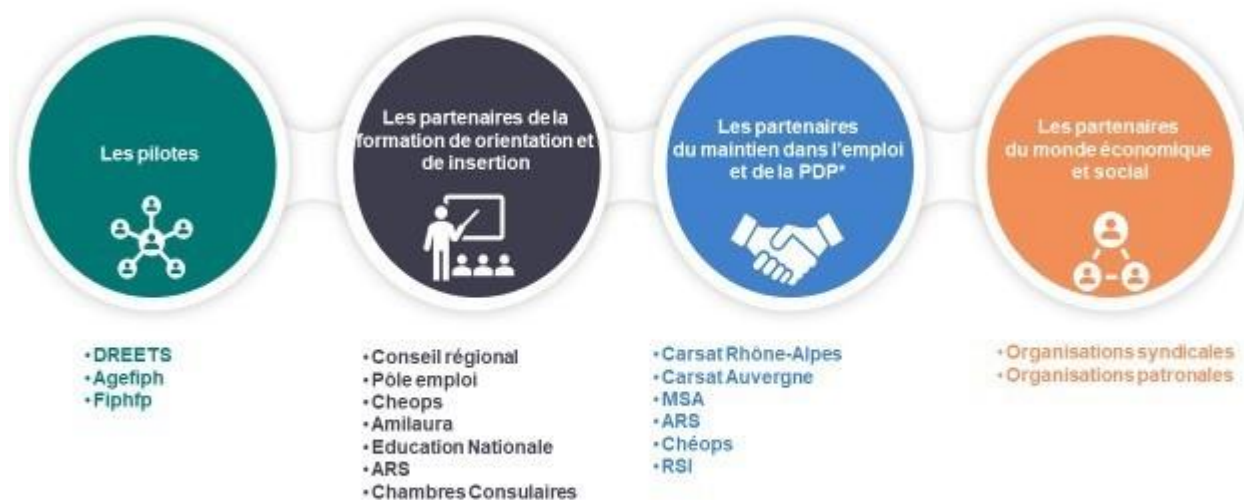 Les pilotes
Les partenaires de la
formation de orientation et
de insertion
Les partenaires
du maintien dans l'emploi
et de la PDP*
Les partenaires
du monde économique
et social
• DREETS
• Agefiph
• Fiphfp
• Conseil régional
• Pôle emploi
• Cheops
• Amilaura
• Education Nationale
• ARS
• Chambres Consulaires
• Carsat Rhône-Alpes
• Carsat Auvergne
• MSA
• ARS
• Chéops
• RSI
• Organisations syndicales
• Organisations patronales